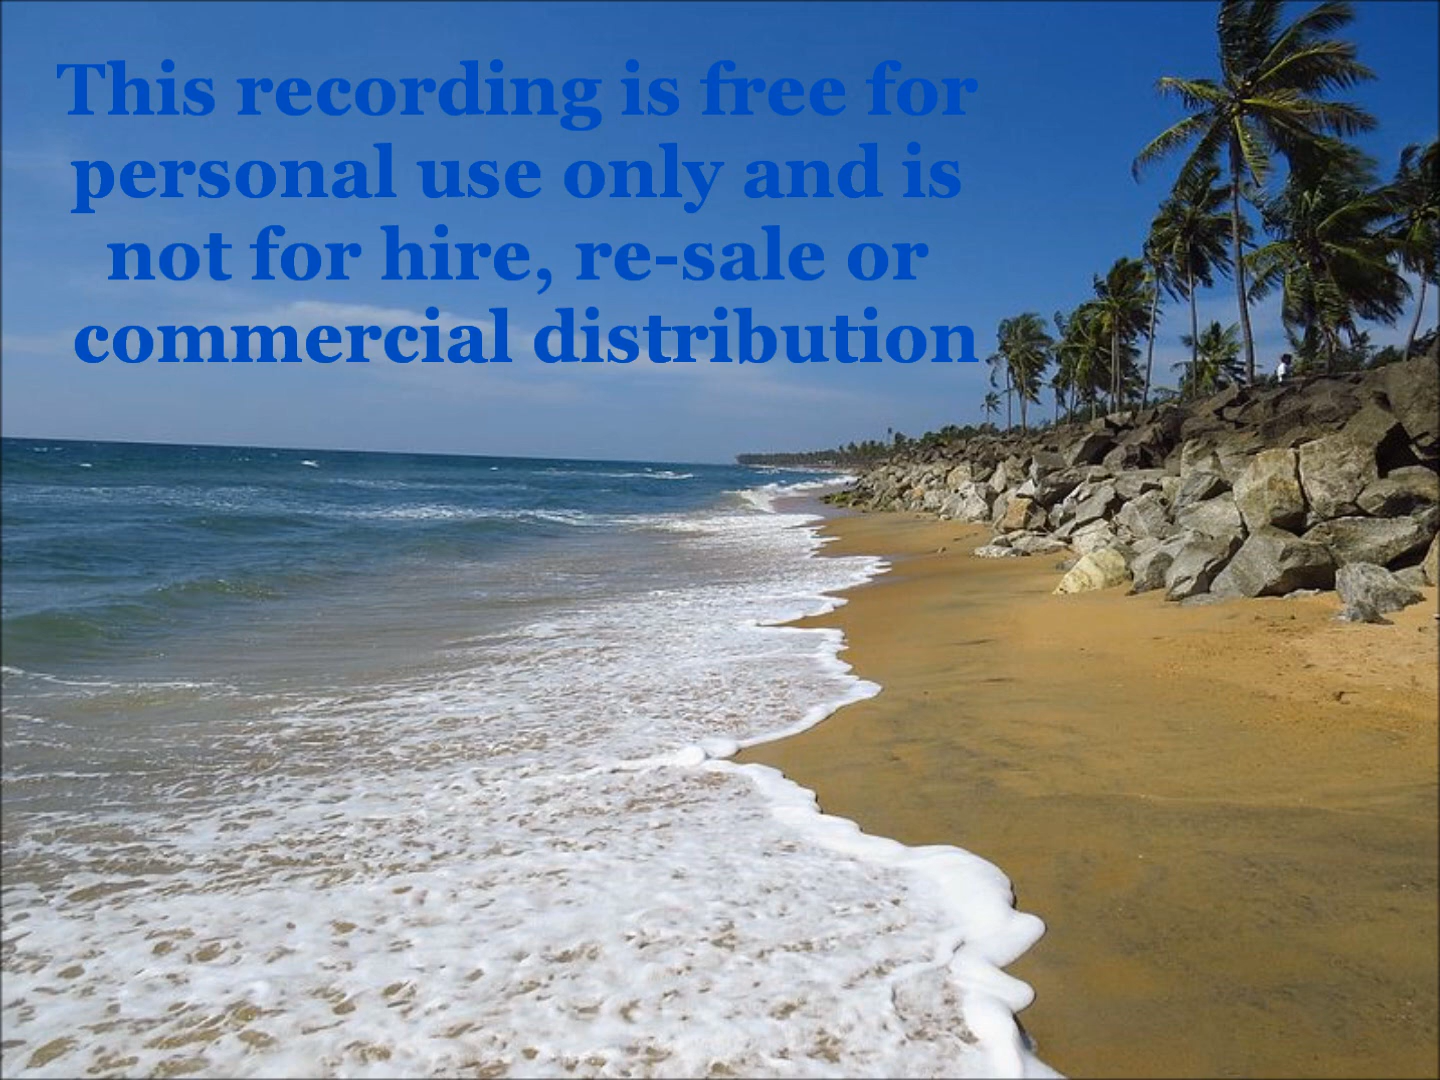 This recording is free for
personal use only and is
not for hire, re-sale or
commercial distribution